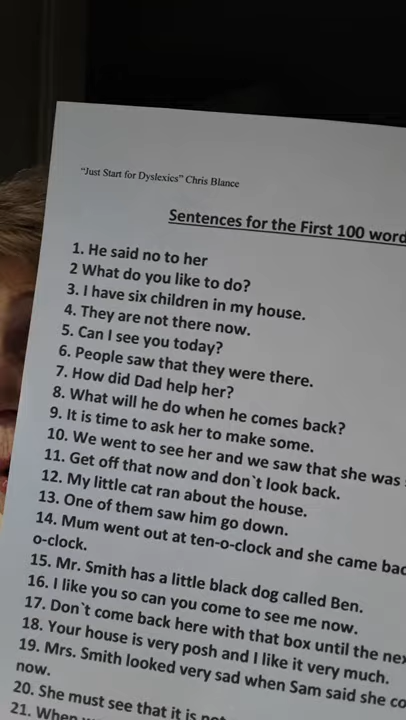 "Just Start for Dyslexics" Chris Blance
Sentences for the First 100 word
1. He said no to her
2 What do you like to do?
3. I have six children in my house.
4. They are not there now.
5. Can I see you today?
6. People saw that they were there.
7. How did Dad help her?
8. What will he do when he comes back?
9. It is time to ask her to make some.
10. We went to see her and we saw that she was
11. Get off that now and don`t look back.
12. My little cat ran about the house.
13. One of them saw him go down.
14. Mum went out at ten-o-clock and she came bac
o-clock.
15. Mr. Smith has a little black dog called Ben.
16. I like you so can you come to see me now.
17. Don`t come back here with that box until the nex
18. Your house is very posh and I like it very much.
19. Mrs. Smith looked very sad when Sam said she co
now.
20. She must see that it is not
21. When